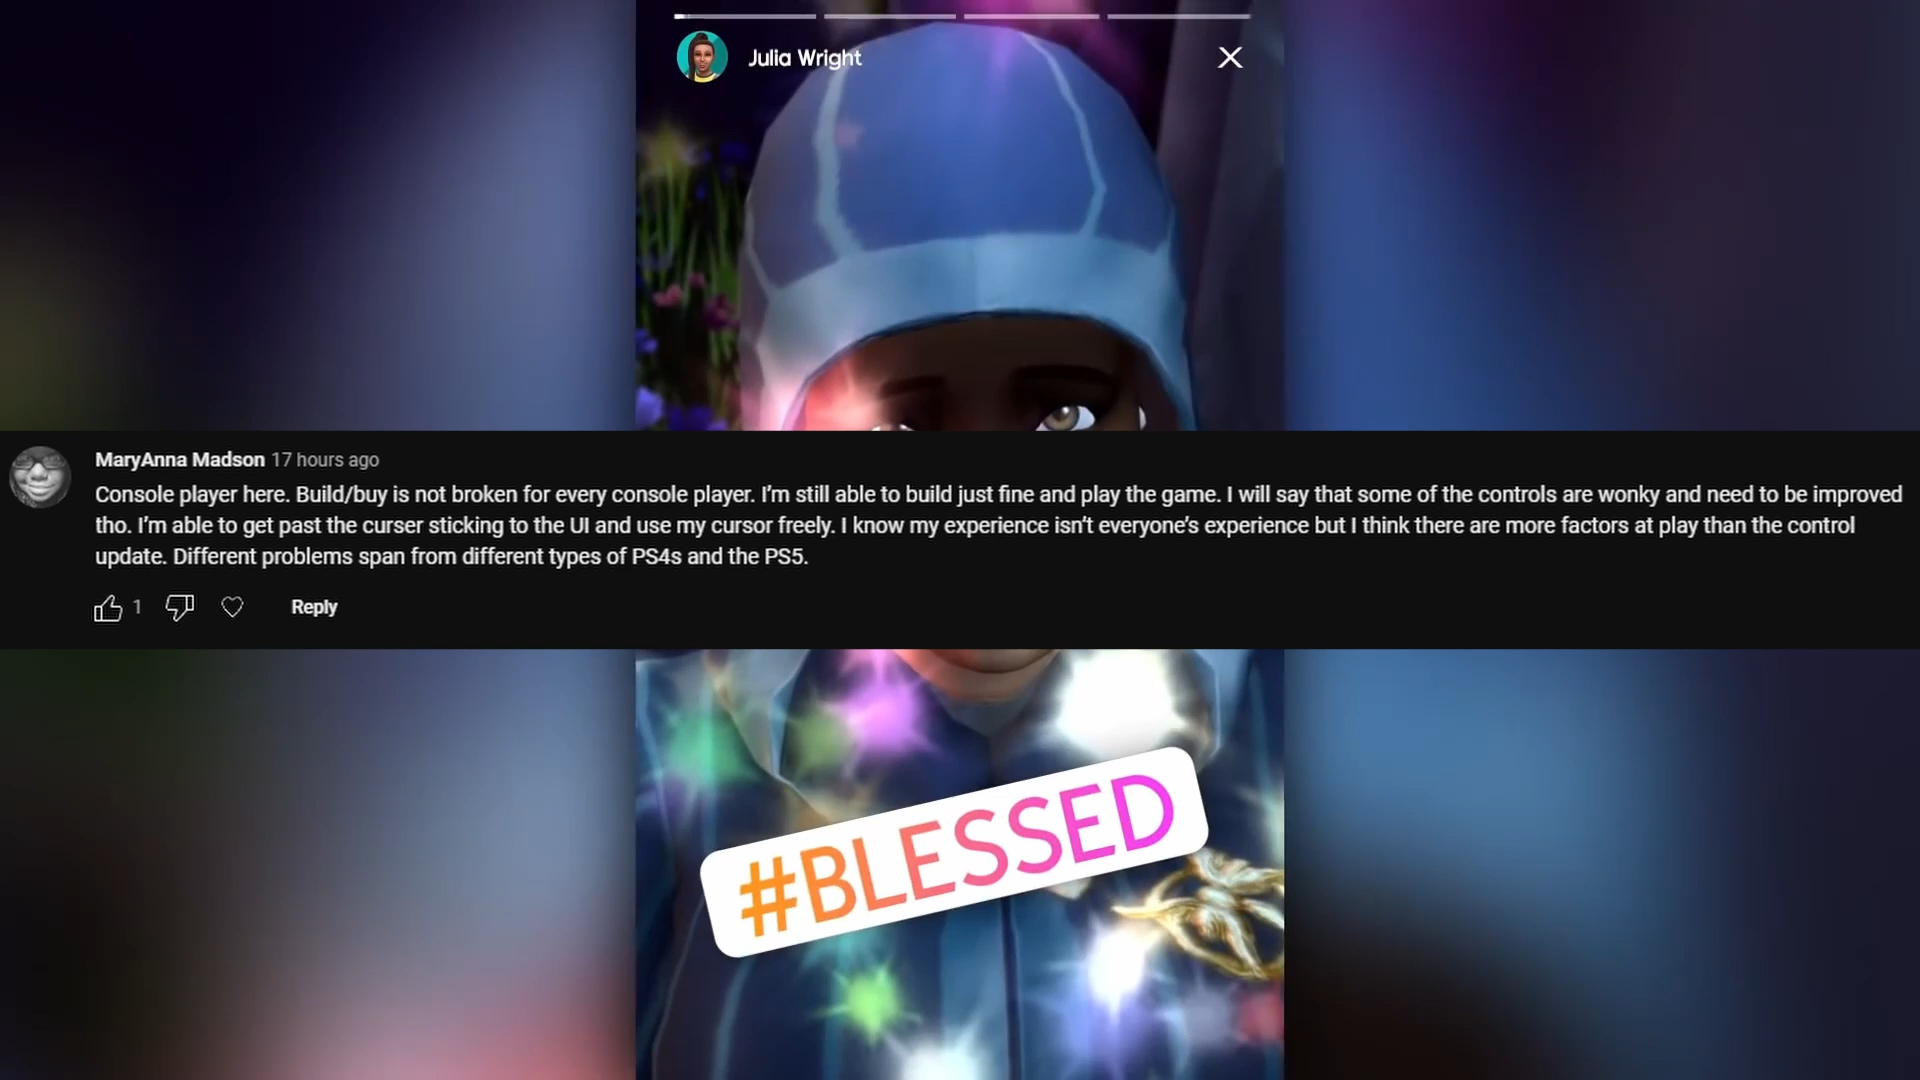 Julia Wright
MaryAnna Madson 17 hours ago
Console player here. Build/buy is not broken for every console player. I’m still able to build just fine and play the game. I will say that some of the controls are wonky and need to be improved
tho. I’m able to get past the curser sticking to the UI and use my cursor freely. I know my experience isn’t everyone’s experience but I think there are more factors at play than the control
update. Different problems span from different types of PS4s and the PS5.
1 Reply
#BLESSED